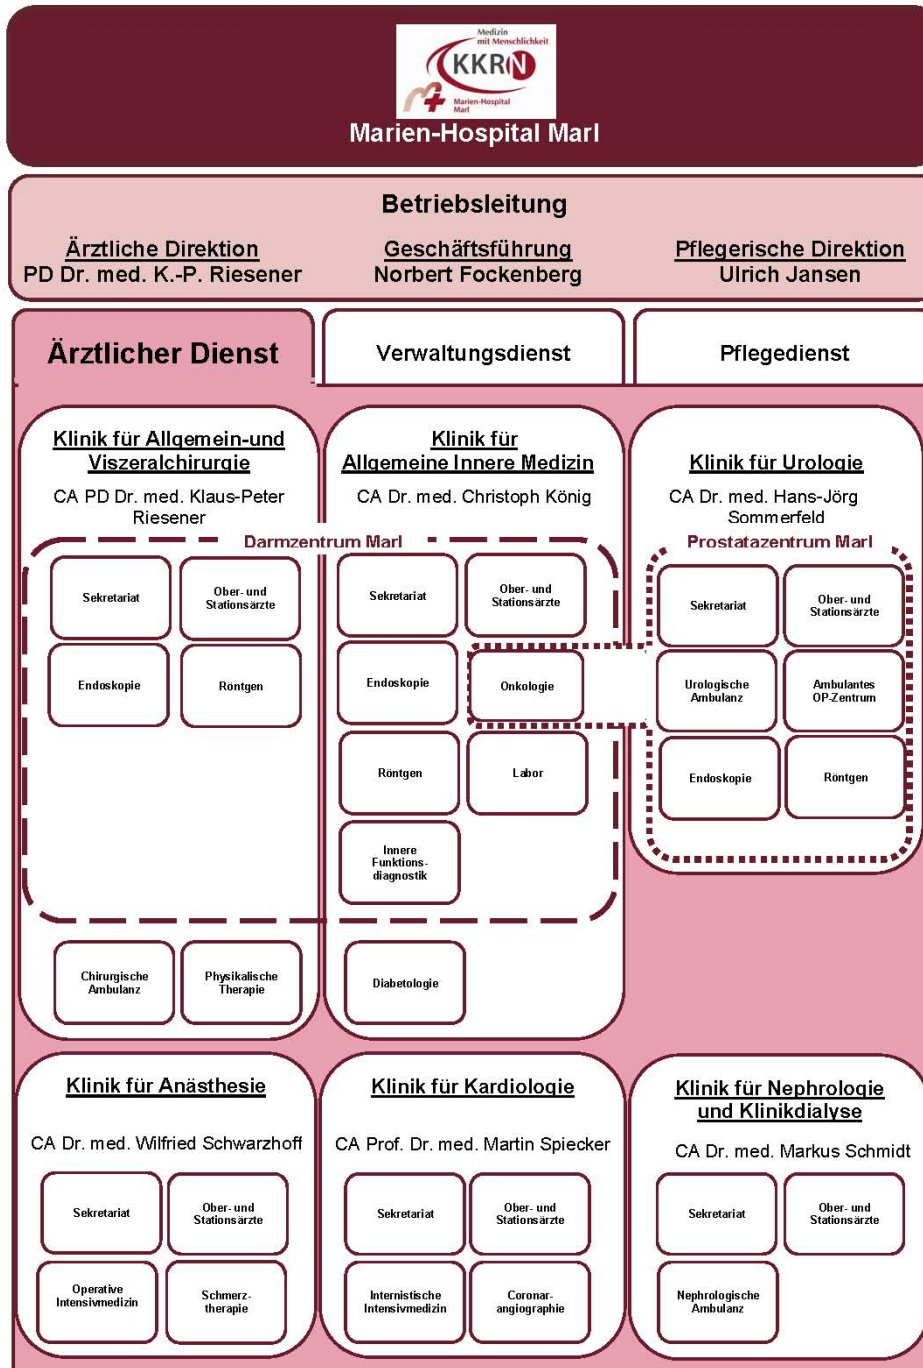 Medizin
mit Menschlichkeit
KKRN
Marien-Hospital
Marl
Marien-Hospital Marl
Betriebsleitung
Ärztliche Direktion
PD Dr. med. K.-P. Riesener
Geschäftsführung
Norbert Fockenberg
Pflegerische Direktion
Ulrich Jansen
Ärztlicher Dienst
Verwaltungsdienst
Pflegedienst
Klinik für Allgemein-und
Viszeralchirurgie
CA PD Dr. med. Klaus-Peter
Riesener
Klinik für
Allgemeine Innere Medizin
CA Dr. med. Christoph König
Klinik für Urologie
CA Dr. med. Hans-Jörg
Sommerfeld
Darmzentrum Marl
Prostatazentrum Marl
Sekretariat
Ober- und
Stationsärzte
Endoskopie
Röntgen
Sekretariat
Ober- und
Stationsärzte
Endoskopie
Onkologie
Röntgen
Labor
Innere
Funktions-
diagnostik
Sekretariat
Ober- und
Stationsärzte
Urologische
Ambulanz
Ambulantes
OP-Zentrum
Endoskopie
Röntgen
Chirurgische
Ambulanz
Physikalische
Therapie
Diabetologie
Klinik für Anästhesie
CA Dr. med. Wilfried Schwarzhoff
Sekretariat
Ober- und
Stationsärzte
Operative
Intensivmedizin
Schmerz-
therapie
Klinik für Kardiologie
CA Prof. Dr. med. Martin Spiecker
Sekretariat
Ober- und
Stationsärzte
Internistische
Intensivmedizin
Coronar-
angiographie
Klinik für Nephrologie
und Klinikdialyse
CA Dr. med. Markus Schmidt
Sekretariat
Ober- und
Stationsärzte
Nephrologische
Ambulanz